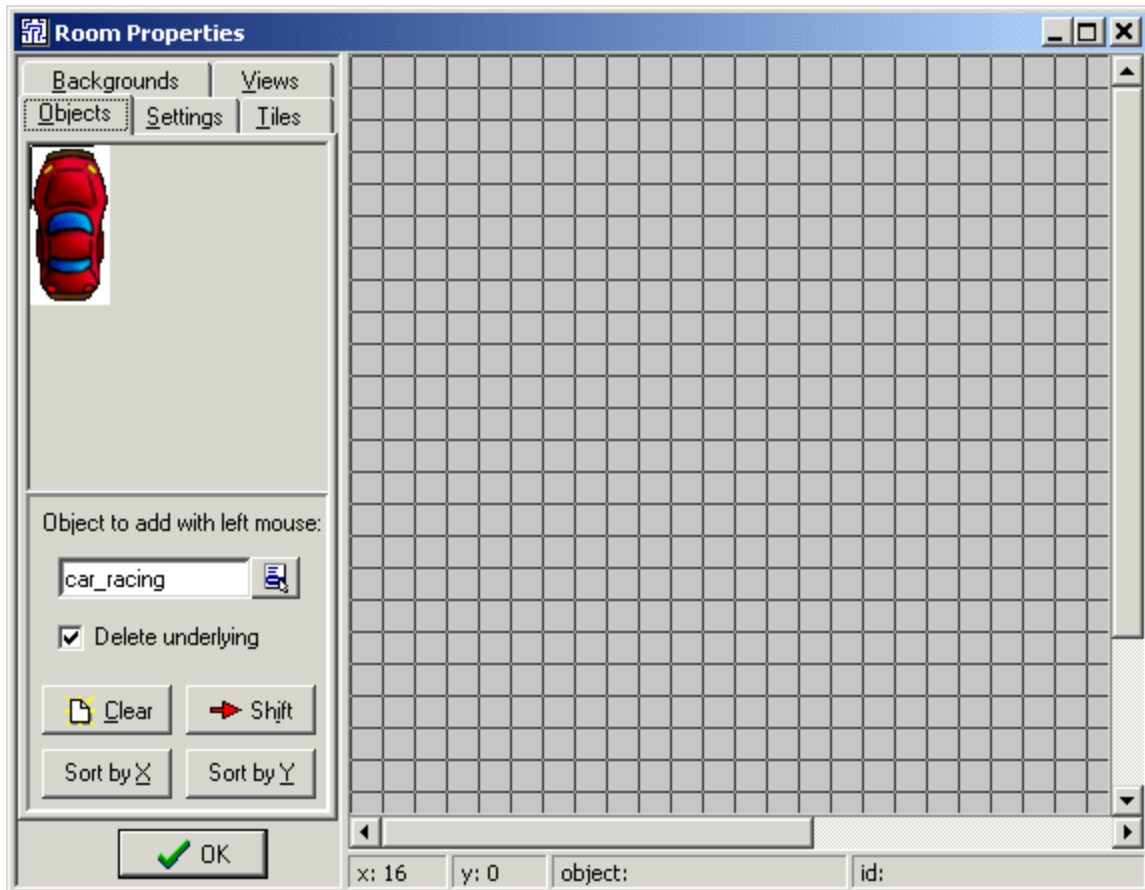 Room Properties
Backgrounds
Views
Objects
Settings
Tiles
Object to add with left mouse:
car_racing
Delete underlying
Clear
Shift
Sort by X
Sort by Y
OK
x: 16
y: 0
object:
id: